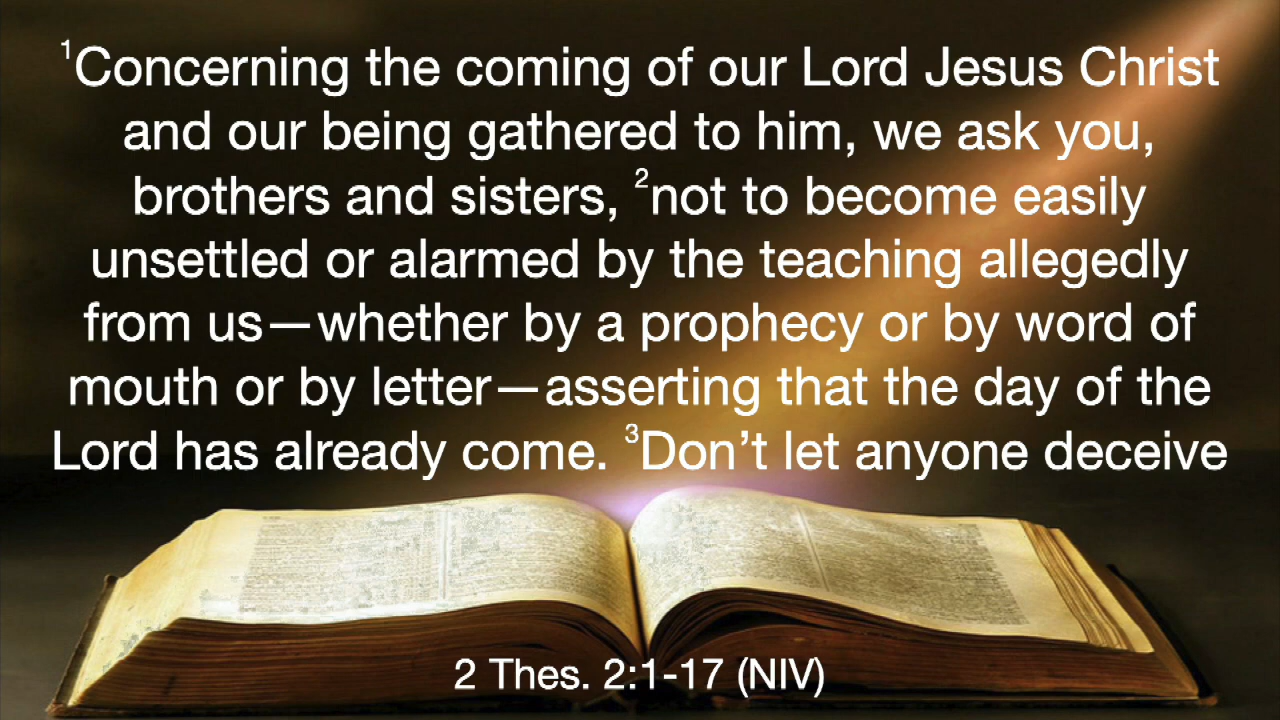 ¹Concerning the coming of our Lord Jesus Christ
and our being gathered to him, we ask you,
brothers and sisters, ²not to become easily
unsettled or alarmed by the teaching allegedly
from us—whether by a prophecy or by word of
mouth or by letter—asserting that the day of the
Lord has already come. ³Don’t let anyone deceive
2 Thes. 2:1-17 (NIV)